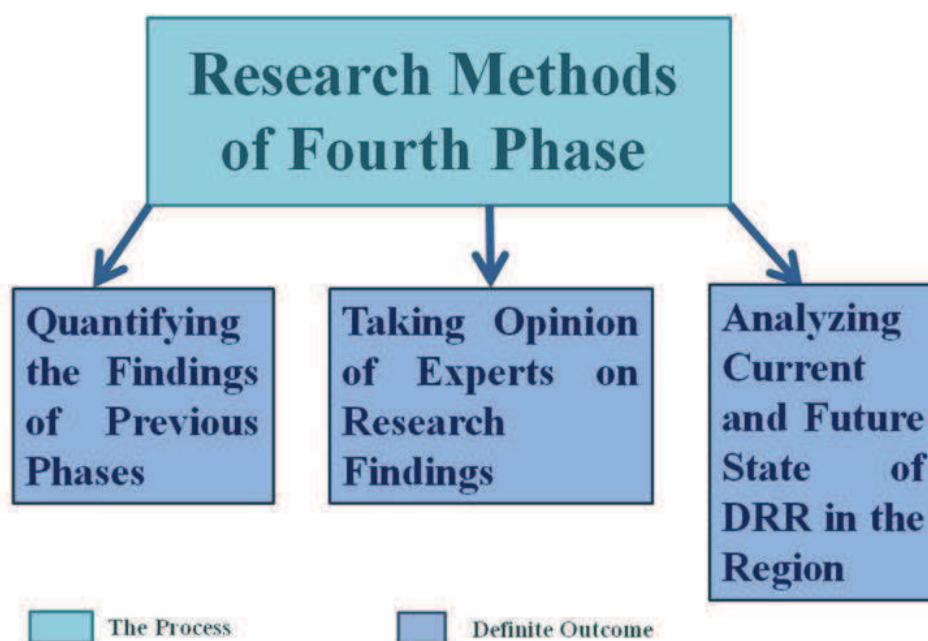 Research Methods
of Fourth Phase
Quantifying
the Findings
of Previous
Phases
Taking Opinion
of Experts on
Research
Findings
Analyzing
Current
and Future
State of
DRR in the
Region
The Process
Definite Outcome